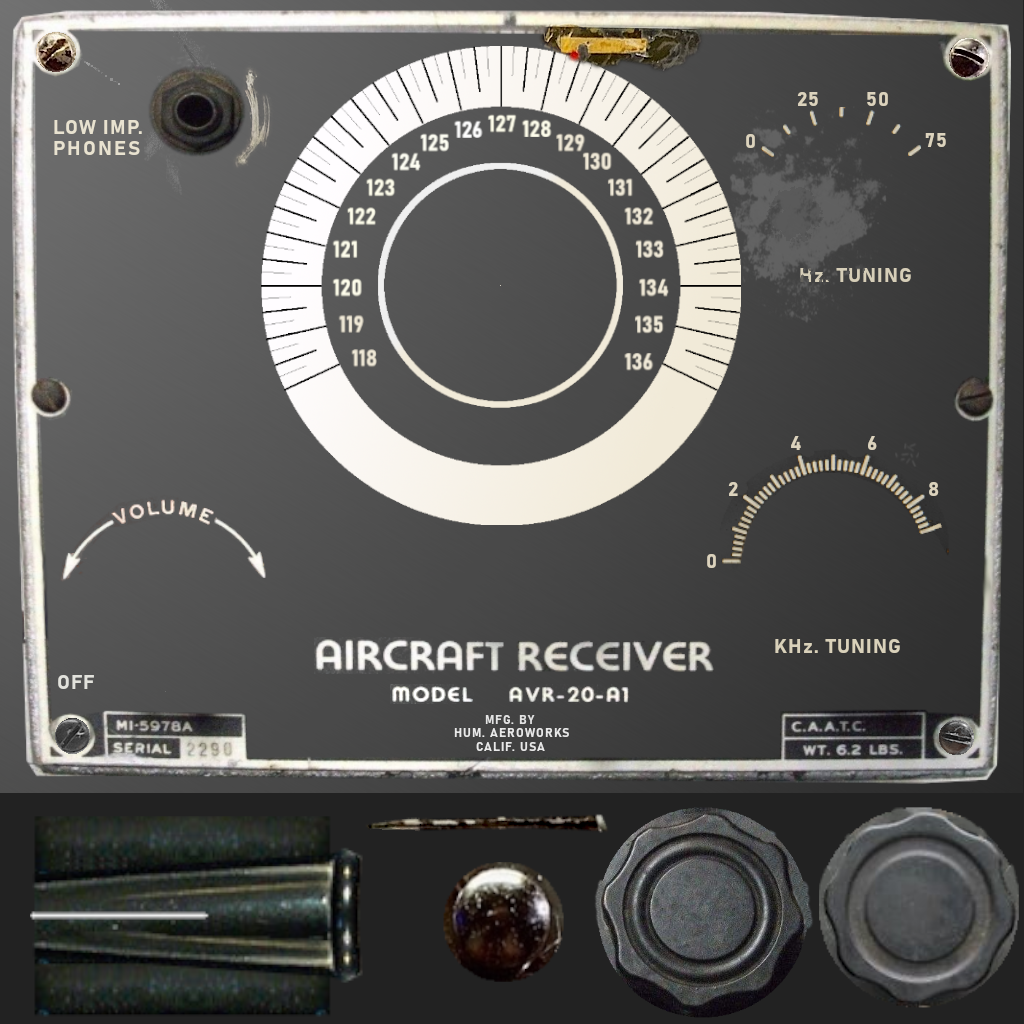 LOW IMP.
PHONES
118
119
120
121
122
123
124
125
126
127
128
129
130
131
132
133
134
135
136
0
25
50
75
Hz. TUNING
0
2
4
6
8
KHz. TUNING
VOLUME
OFF
AIRCRAFT RECEIVER
MODEL AVR-20-A1
MFG. BY
HUM. AEROWORKS
CALIF. USA
MI-5978A
SERIAL 2290
C.A.A.T.C.
WT. 6.2 LBS.